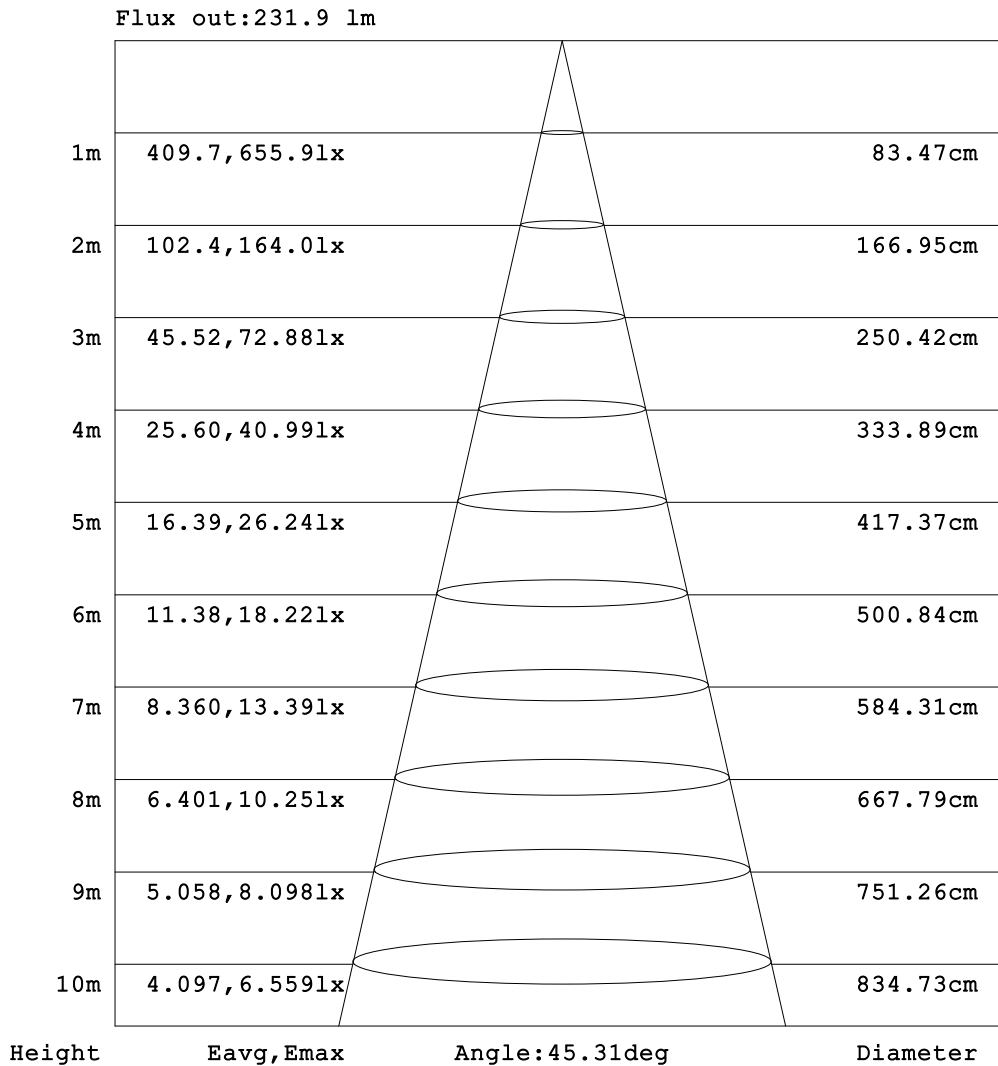 Flux out:231.9 lm
1m 409.7,655.9lx 83.47cm
2m 102.4,164.0lx 166.95cm
3m 45.52,72.88lx 250.42cm
4m 25.60,40.99lx 333.89cm
5m 16.39,26.24lx 417.37cm
6m 11.38,18.22lx 500.84cm
7m 8.360,13.39lx 584.31cm
8m 6.401,10.25lx 667.79cm
9m 5.058,8.098lx 751.26cm
10m 4.097,6.559lx 834.73cm
Height Eavg,Emax Angle:45.31deg Diameter